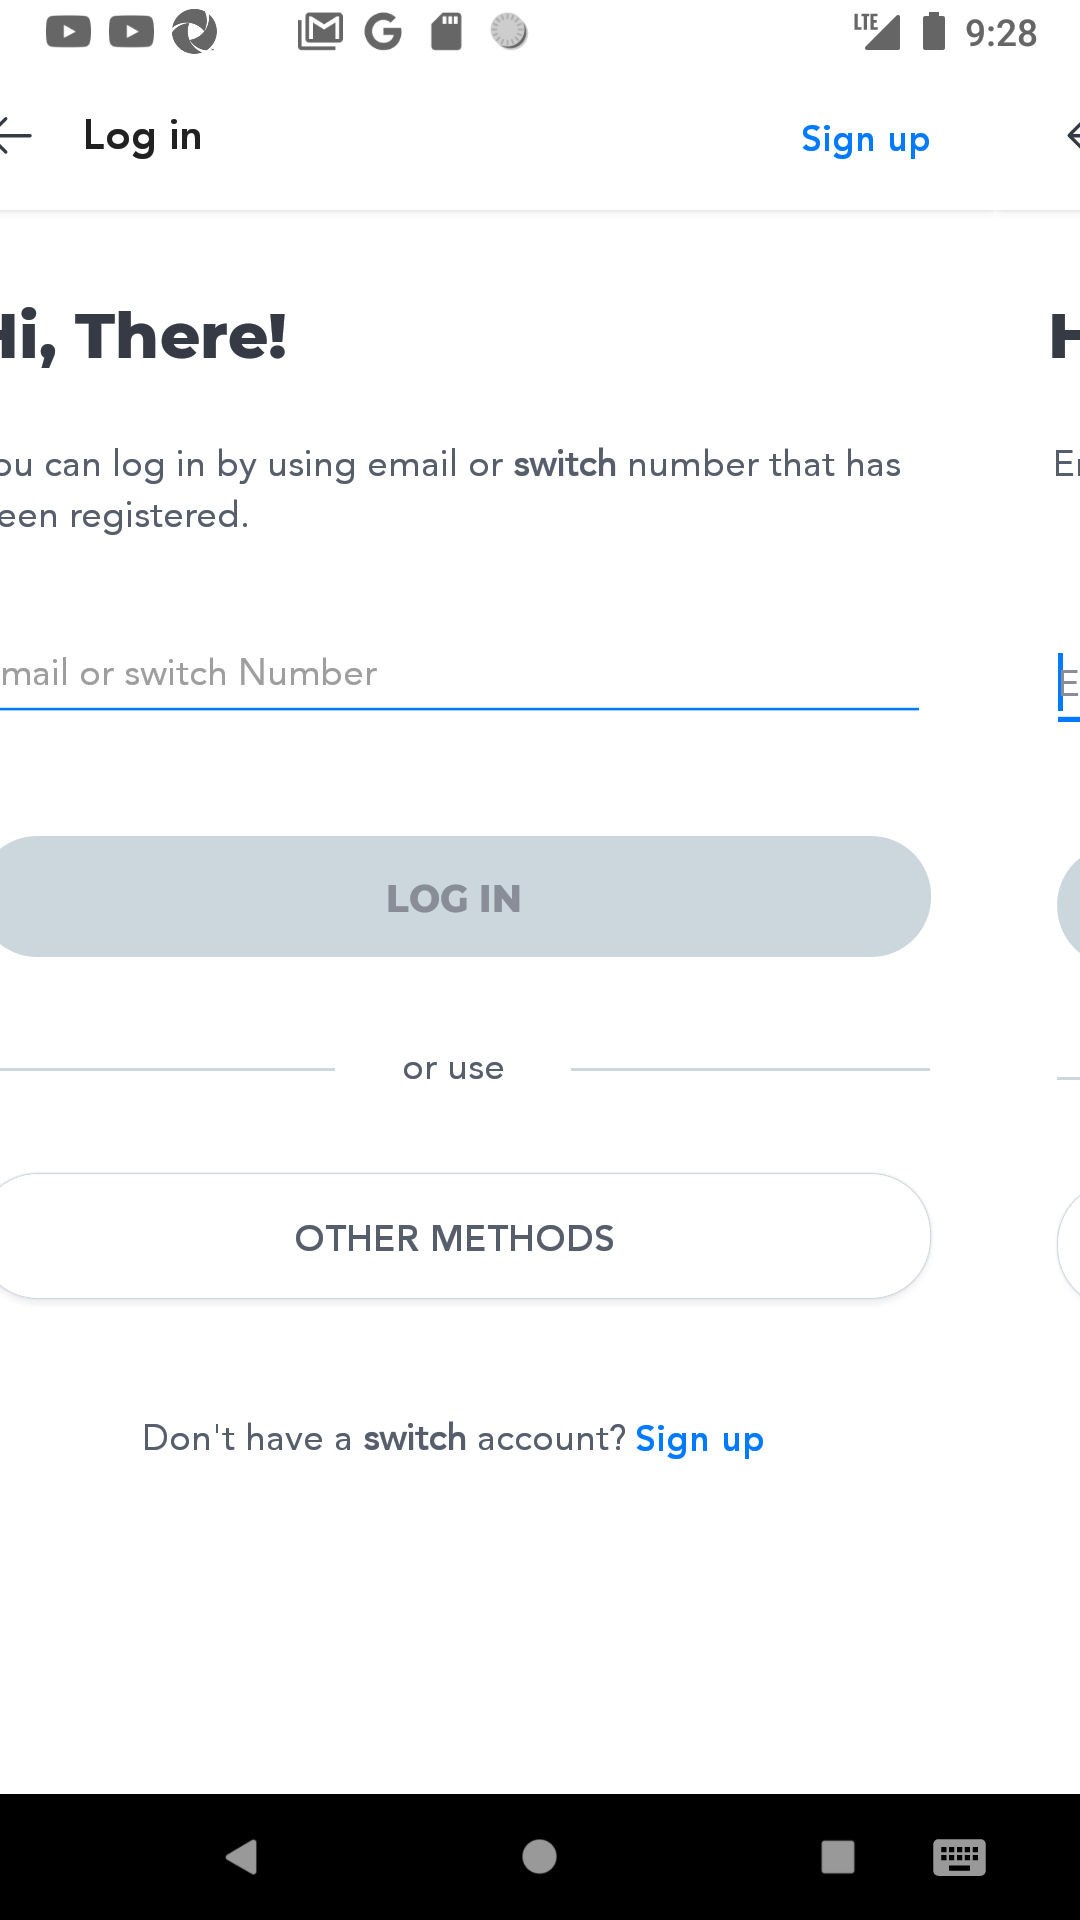 LTE 9:28
Log in Sign up
Hi, There! H
ou can log in by using email or switch number that has
een registered.
mail or switch Number
LOG IN
or use
OTHER METHODS
Don't have a switch account? Sign up